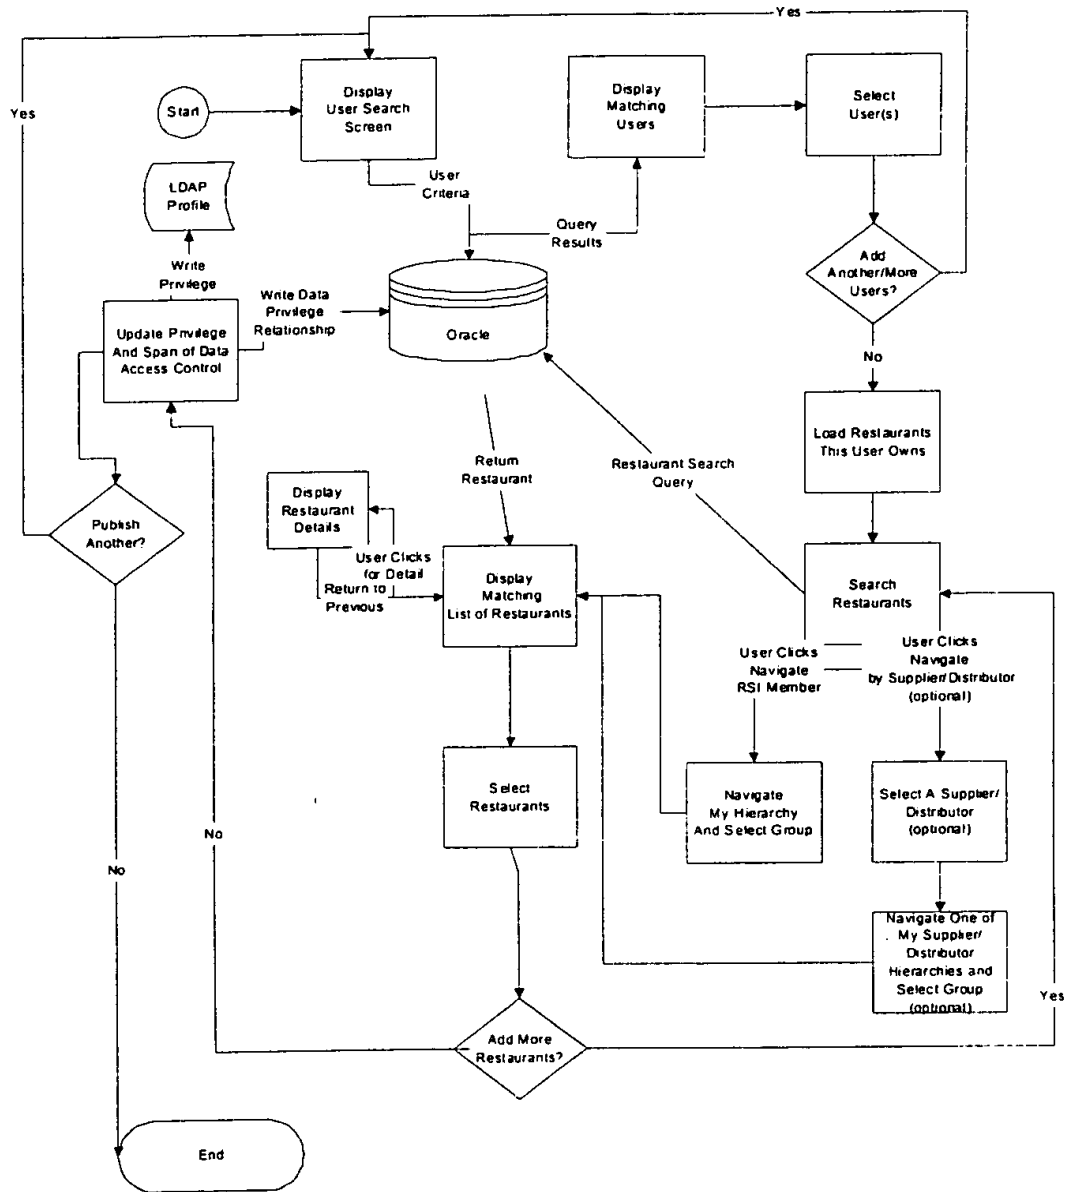 Yes
Yes
Start
Display
User Search
Screen
Display
Matching
Users
Select
User(s)
LDAP
Profile
User
Criteria
Query
Results
Add
Another/More
Users?
Write
Privilege
Write Data
Privilege
Relationship
Update Privilege
And Span of Data
Access Control
Oracle
No
Load Restaurants
This User Owns
Return
Restaurant
Restaurant Search
Query
Display
Restaurant
Details
Publish
Another?
User Clicks
for Detail
Return to
Previous
Display
Matching
List of Restaurants
Search
Restaurants
User Clicks
Navigate
RSI Member
User Clicks
Navigate
by Supplier/Distributor
(optional)
Select
Restaurants
Navigate
My Hierarchy
And Select Group
Select A Supplier/
Distributor
(optional)
No
No
Navigate One of
My Supplier/
Distributor
Hierarchies and
Select Group
(optional)
Yes
Add More
Restaurants?
End